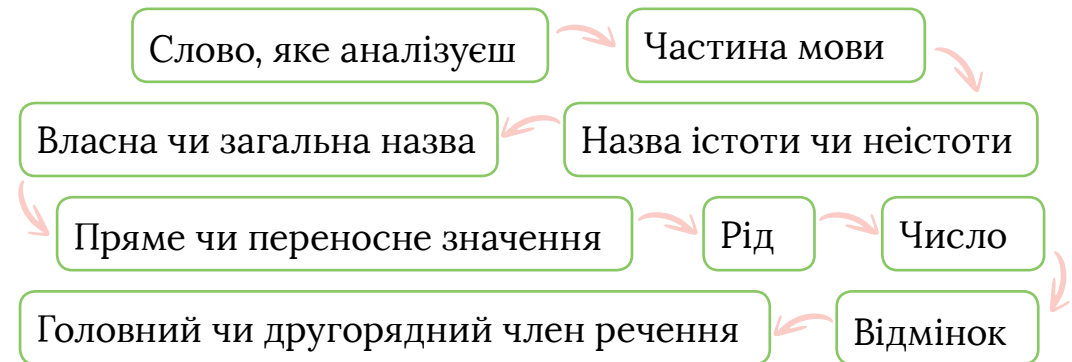 Слово, яке аналізуєш
Частина мови
Назва істоти чи неістоти
Власна чи загальна назва
Пряме чи переносне значення
Рід
Число
Відмінок
Головний чи другорядний член речення